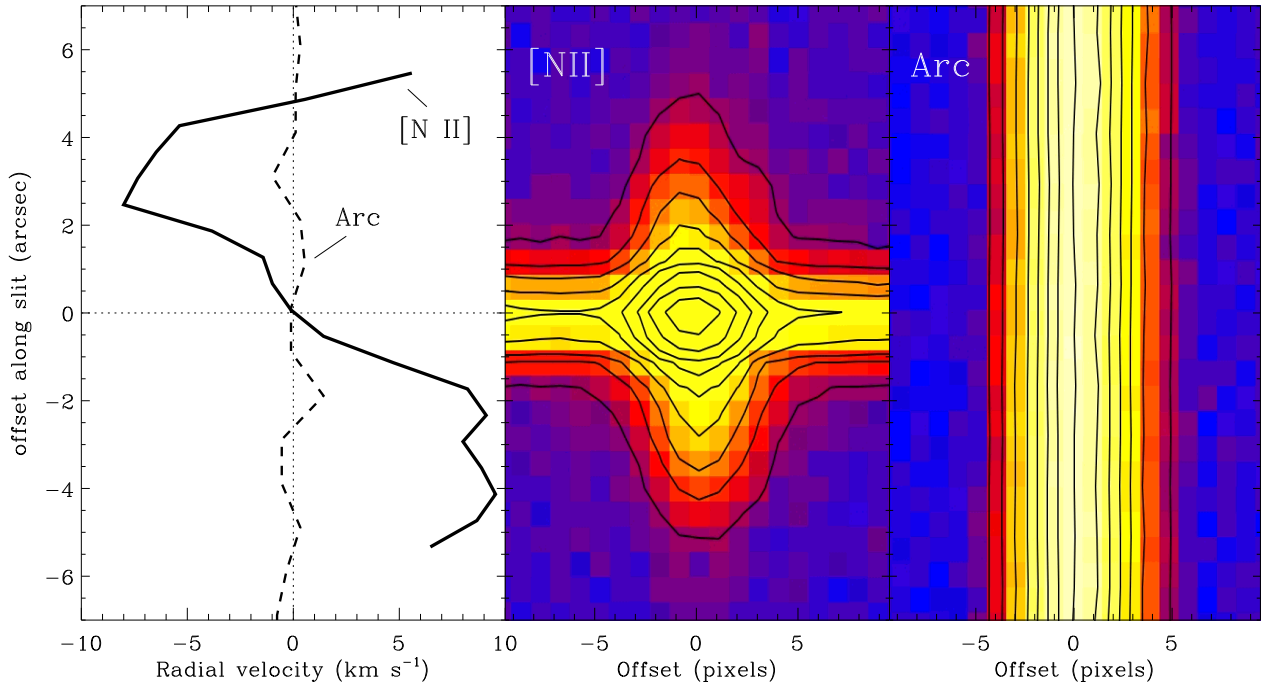 6
4
2
0
−2
−4
−6
offset along slit (arcsec)
[N II]
Arc
[NII]
Arc
−10 −5 0 5 10 −5 0 5 −5 0 5
Radial velocity (km s⁻¹) Offset (pixels) Offset (pixels)